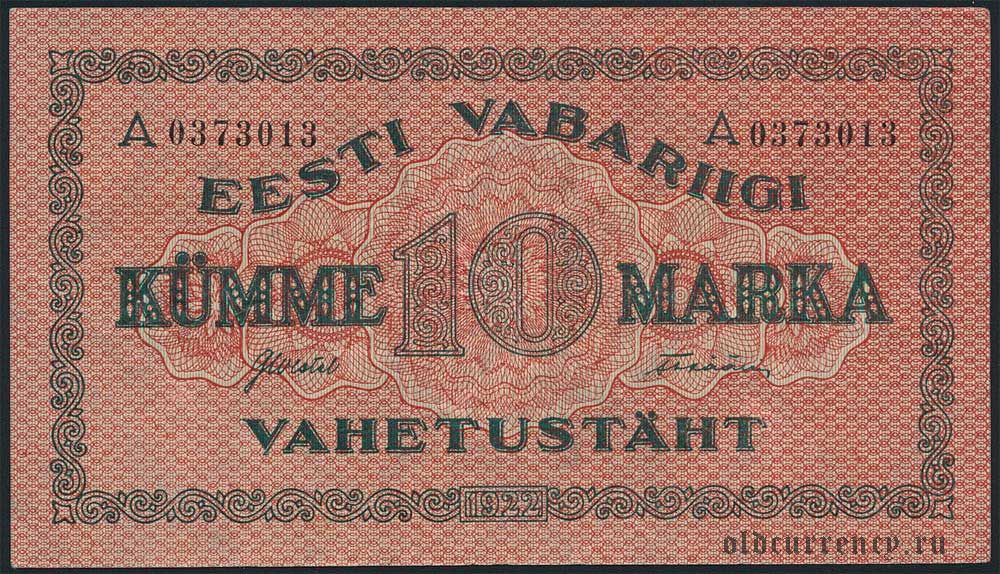 A 0373013 A 0373013
EESTI VABARIIGI
KÜMME 10 MARKA
VAHETUSTÄHT
1922
oldcurrency.ru